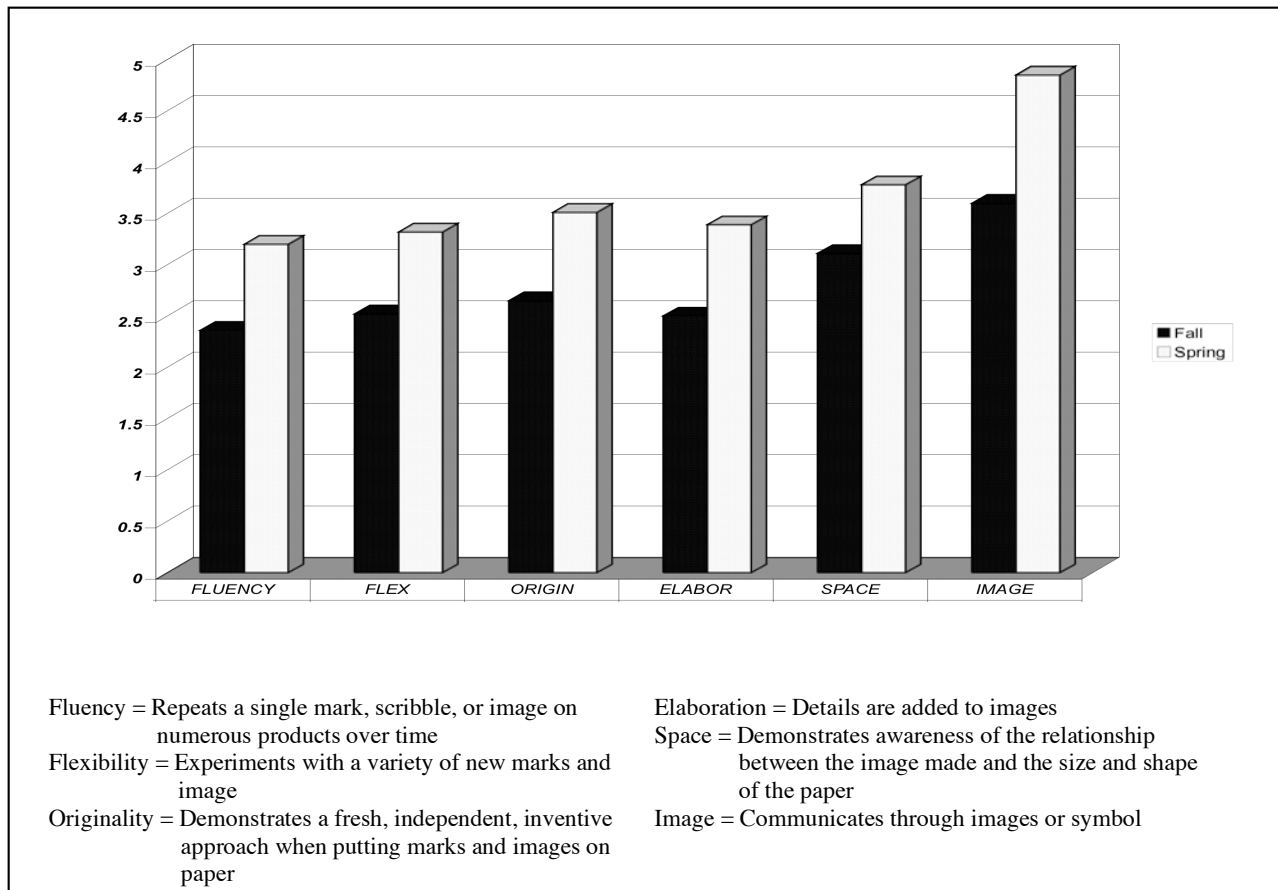 5
4.5
4
3.5
3
2.5
2
1.5
1
0.5
0
FLUENCY
FLEX
ORIGIN
ELABOR
SPACE
IMAGE
Fall
Spring
Fluency = Repeats a single mark, scribble, or image on
numerous products over time
Flexibility = Experiments with a variety of new marks and
image
Originality = Demonstrates a fresh, independent, inventive
approach when putting marks and images on
paper
Elaboration = Details are added to images
Space = Demonstrates awareness of the relationship
between the image made and the size and shape
of the paper
Image = Communicates through images or symbol